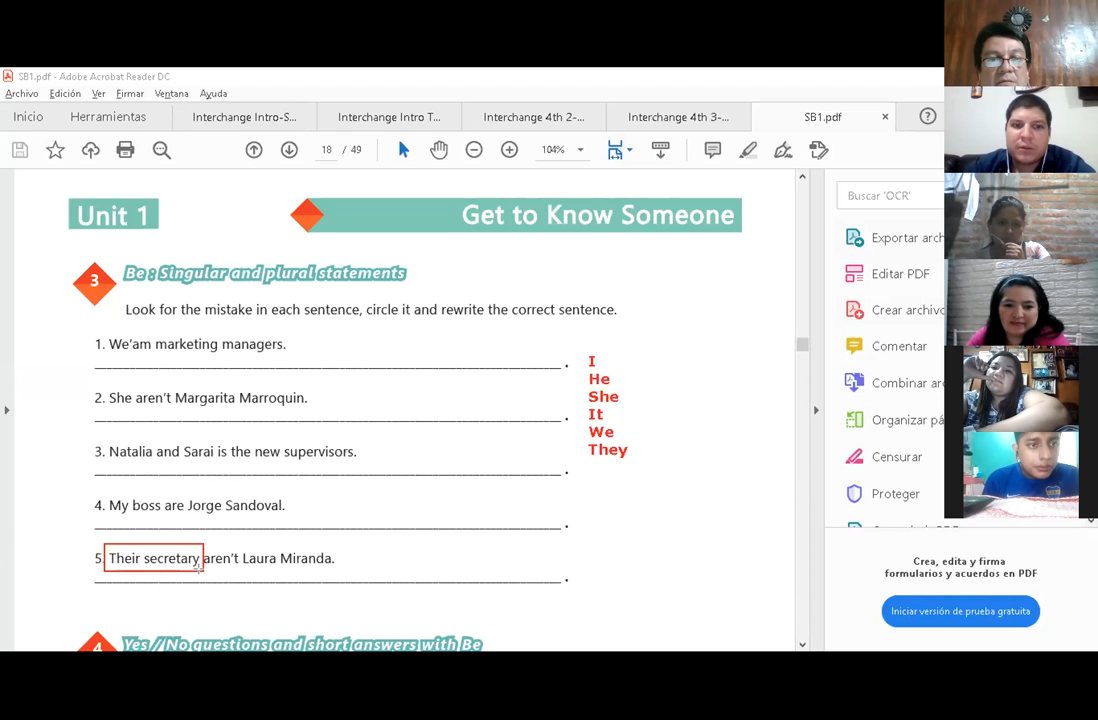 SB1.pdf - Adobe Acrobat Reader DC
Archivo Edición Ver Firmar Ventana Ayuda
Inicio Herramientas Interchange Intro-S... Interchange Intro T... Interchange 4th 2-... Interchange 4th 3-... SB1.pdf × ?
18 / 49 104%
Unit 1 Get to Know Someone
3 Be : Singular and plural statements
Look for the mistake in each sentence, circle it and rewrite the correct sentence.
1. We'am marketing managers.
______ .
2. She aren't Margarita Marroquin.
______ .
3. Natalia and Sarai is the new supervisors.
______ .
4. My boss are Jorge Sandoval.
______ .
5. Their secretary aren't Laura Miranda.
______ .
I
He
She
It
We
They
4 Yes / No questions and short answers with Be
Buscar 'OCR'
Exportar arch
Editar PDF
Crear archivo
Comentar
Combinar arc
Organizar pá
Censurar
Proteger
Crea, edita y firma
formularios y acuerdos en PDF
Iniciar versión de prueba gratuita